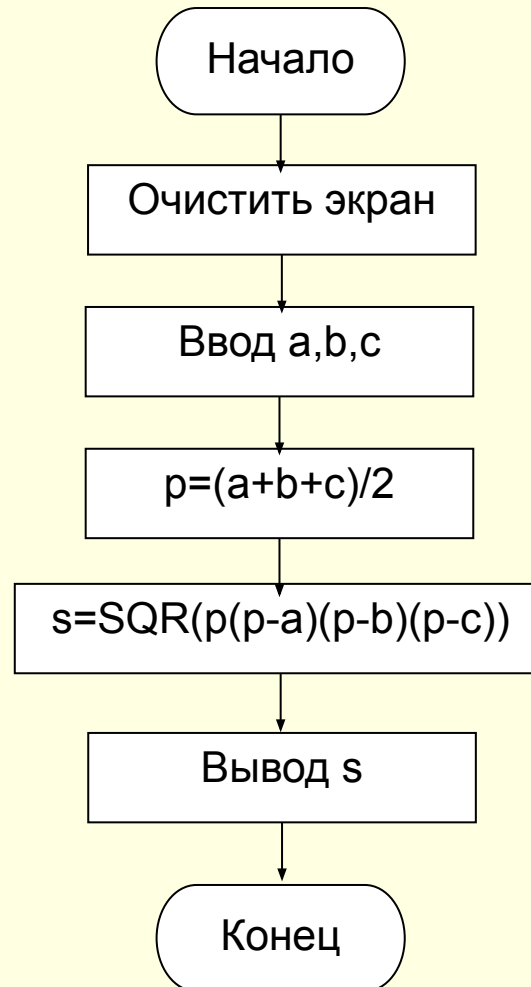 Начало
Очистить экран
Ввод a,b,c
p=(a+b+c)/2
s=SQR(p(p-a)(p-b)(p-c))
Вывод s
Конец